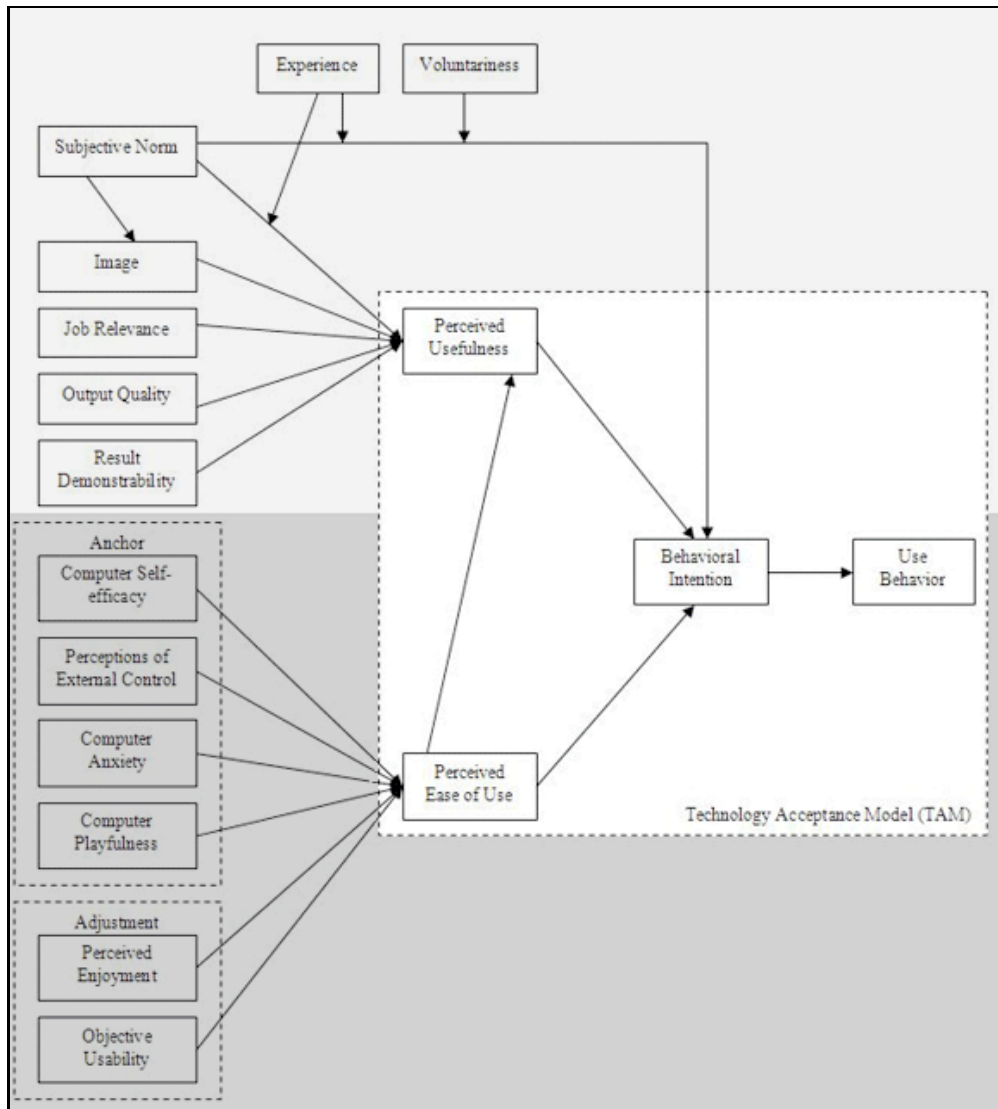 Experience
Voluntariness
Subjective Norm
Image
Job Relevance
Output Quality
Result
Demonstrability
Perceived
Usefulness
Anchor
Computer Self-
efficacy
Perceptions of
External Control
Computer
Anxiety
Computer
Playfulness
Behavioral
Intention
Use
Behavior
Perceived
Ease of Use
Technology Acceptance Model (TAM)
Adjustment
Perceived
Enjoyment
Objective
Usability